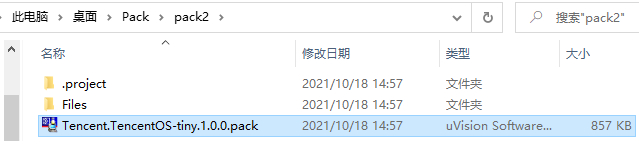 此电脑 > 桌面 > Pack > pack2 搜索"pack2"
名称 修改日期 类型 大小
.project 2021/10/18 14:57 文件夹
Files 2021/10/18 14:57 文件夹
Tencent.TencentOS-tiny.1.0.0.pack 2021/10/18 14:57 uVision Software... 857 KB